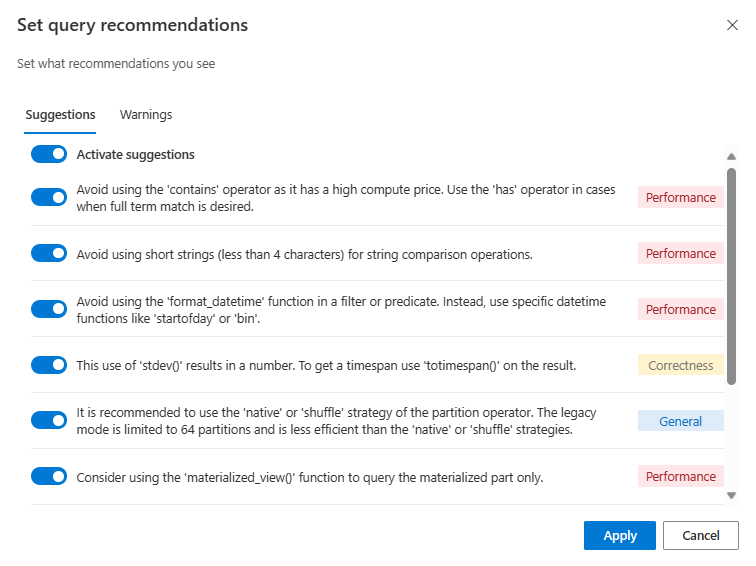 Set query recommendations
Set what recommendations you see
Suggestions
Warnings
Activate suggestions
Avoid using the 'contains' operator as it has a high compute price. Use the 'has' operator in cases
when full term match is desired.
Performance
Avoid using short strings (less than 4 characters) for string comparison operations.
Performance
Avoid using the 'format_datetime' function in a filter or predicate. Instead, use specific datetime
functions like 'startofday' or 'bin'.
Performance
This use of 'stdev()' results in a number. To get a timespan use 'totimespan()' on the result.
Correctness
It is recommended to use the 'native' or 'shuffle' strategy of the partition operator. The legacy
mode is limited to 64 partitions and is less efficient than the 'native' or 'shuffle' strategies.
General
Consider using the 'materialized_view()' function to query the materialized part only.
Performance
Apply
Cancel